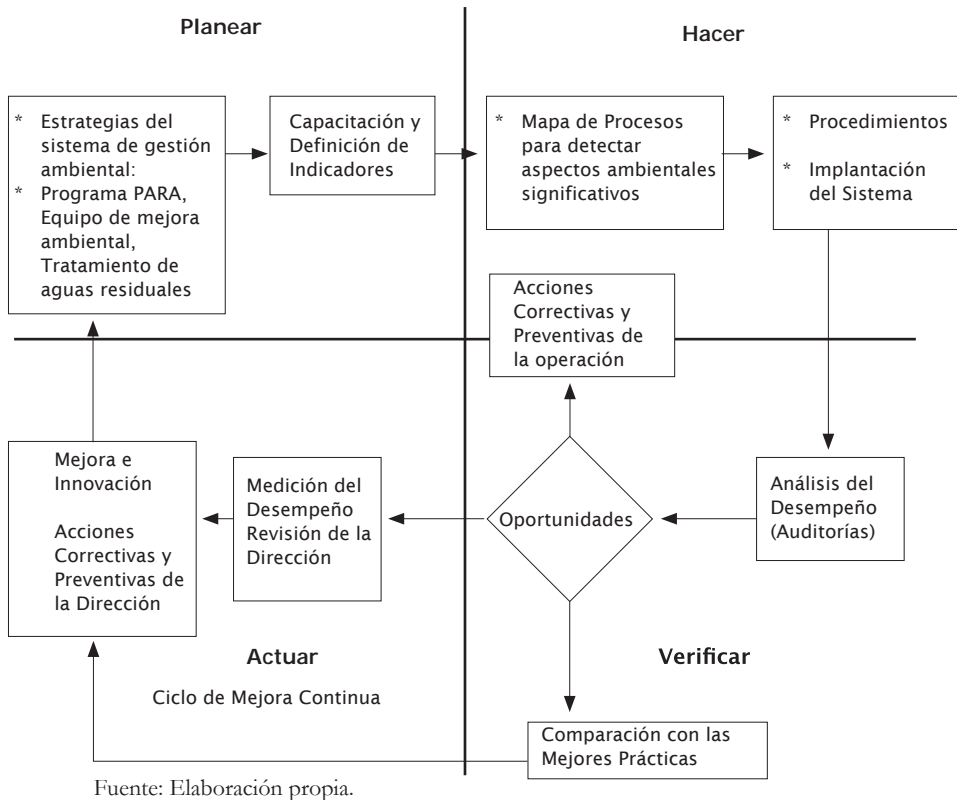 Planear
Hacer
* Estrategias del
sistema de gestión
ambiental:
* Programa PARA,
Equipo de mejora
ambiental,
Tratamiento de
aguas residuales
Capacitación y
Definición de
Indicadores
* Mapa de Procesos
para detectar
aspectos ambientales
significativos
* Procedimientos
* Implantación
del Sistema
Acciones
Correctivas y
Preventivas de
la operación
Mejora e
Innovación
Acciones
Correctivas y
Preventivas de
la Dirección
Medición del
Desempeño
Revisión de la
Dirección
Oportunidades
Análisis del
Desempeño
(Auditorías)
Actuar
Ciclo de Mejora Continua
Verificar
Comparación con las
Mejores Prácticas
Fuente: Elaboración propia.